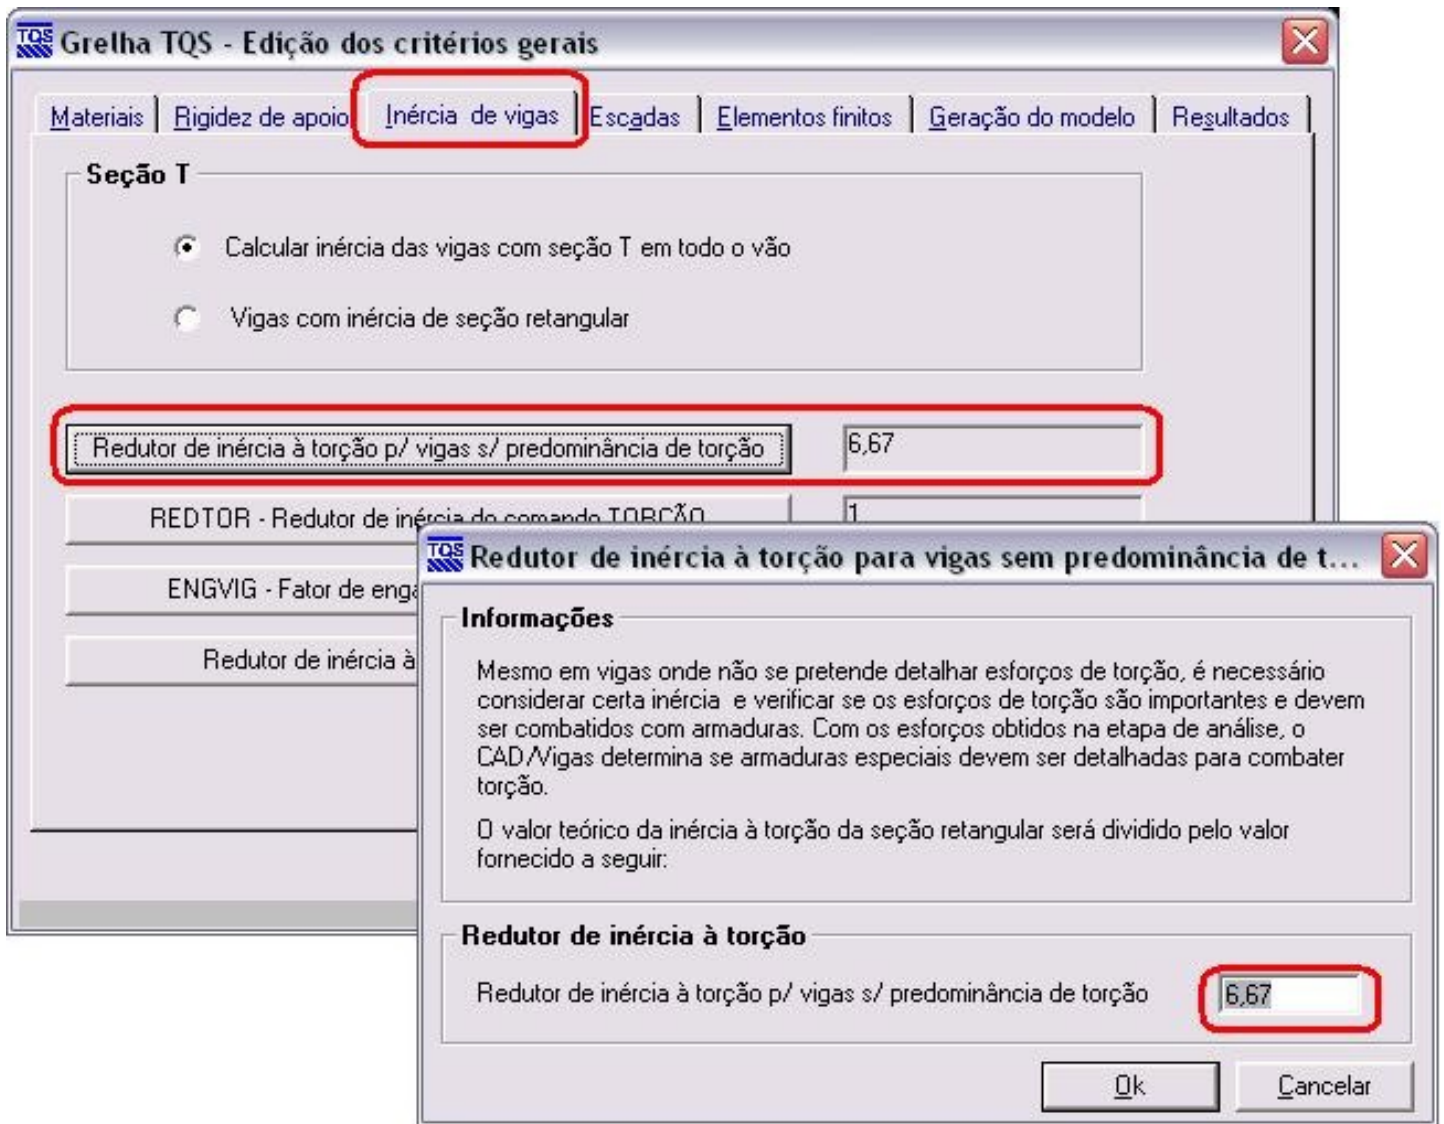 TQS Grelha TQS - Edição dos critérios gerais
Materiais Rigidez de apoio Inércia de vigas Escadas Elementos finitos Geração do modelo Resultados
Seção T
Calcular inércia das vigas com seção T em todo o vão
Vigas com inércia de seção retangular
Redutor de inércia à torção p/ vigas s/ predominância de torção 6,67
REDTOR - Redutor de inércia do comando TORÇÃO 1
ENGVIG - Fator de enga
Redutor de inércia à
TQS Redutor de inércia à torção para vigas sem predominância de t...
Informações
Mesmo em vigas onde não se pretende detalhar esforços de torção, é necessário
considerar certa inércia e verificar se os esforços de torção são importantes e devem
ser combatidos com armaduras. Com os esforços obtidos na etapa de análise, o
CAD/Vigas determina se armaduras especiais devem ser detalhadas para combater
torção.
O valor teórico da inércia à torção da seção retangular será dividido pelo valor
fornecido a seguir:
Redutor de inércia à torção
Redutor de inércia à torção p/ vigas s/ predominância de torção 6,67
Ok Cancelar